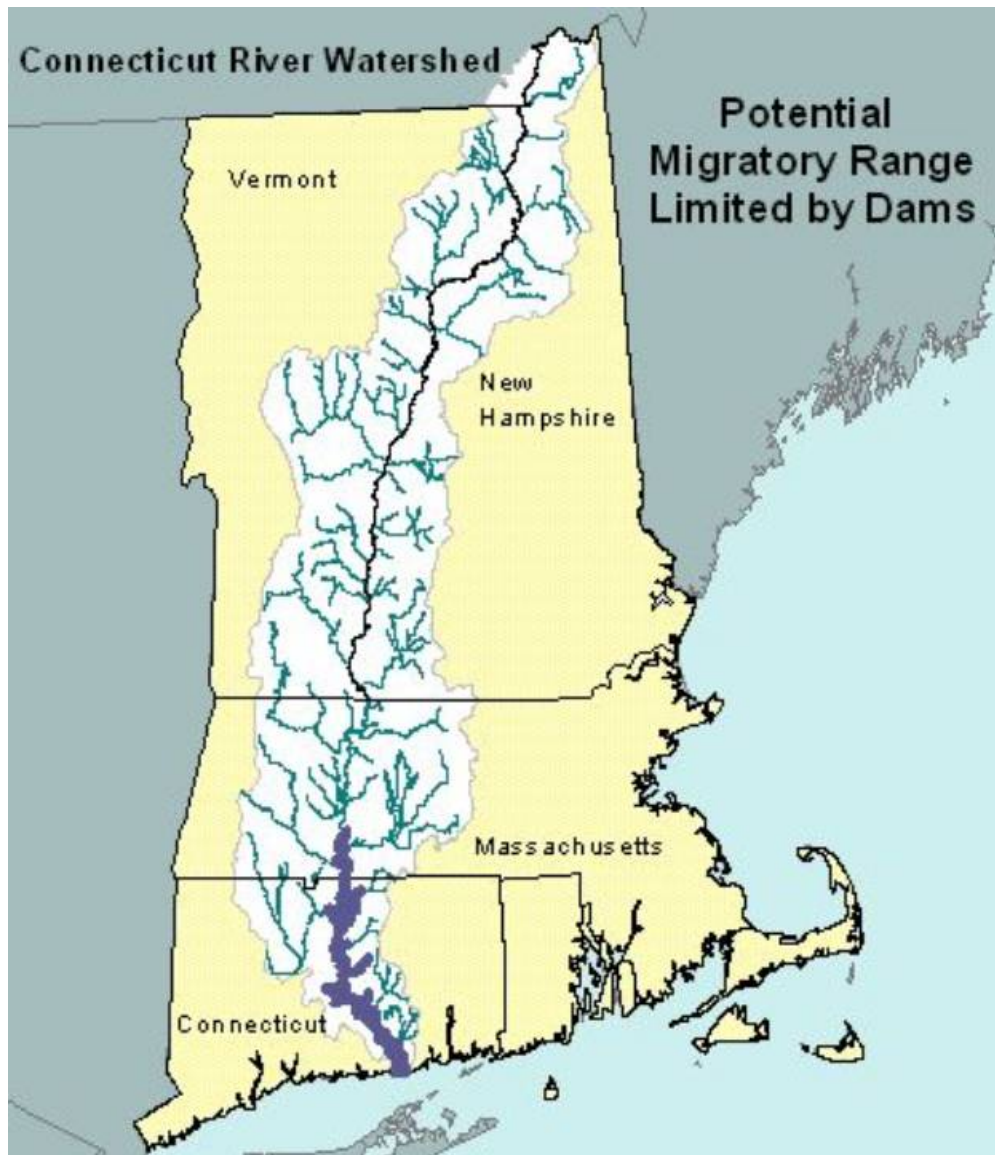 Connecticut River Watershed
Potential
Migratory Range
Limited by Dams
Vermont
New
Hampshire
Massachusetts
Connecticut